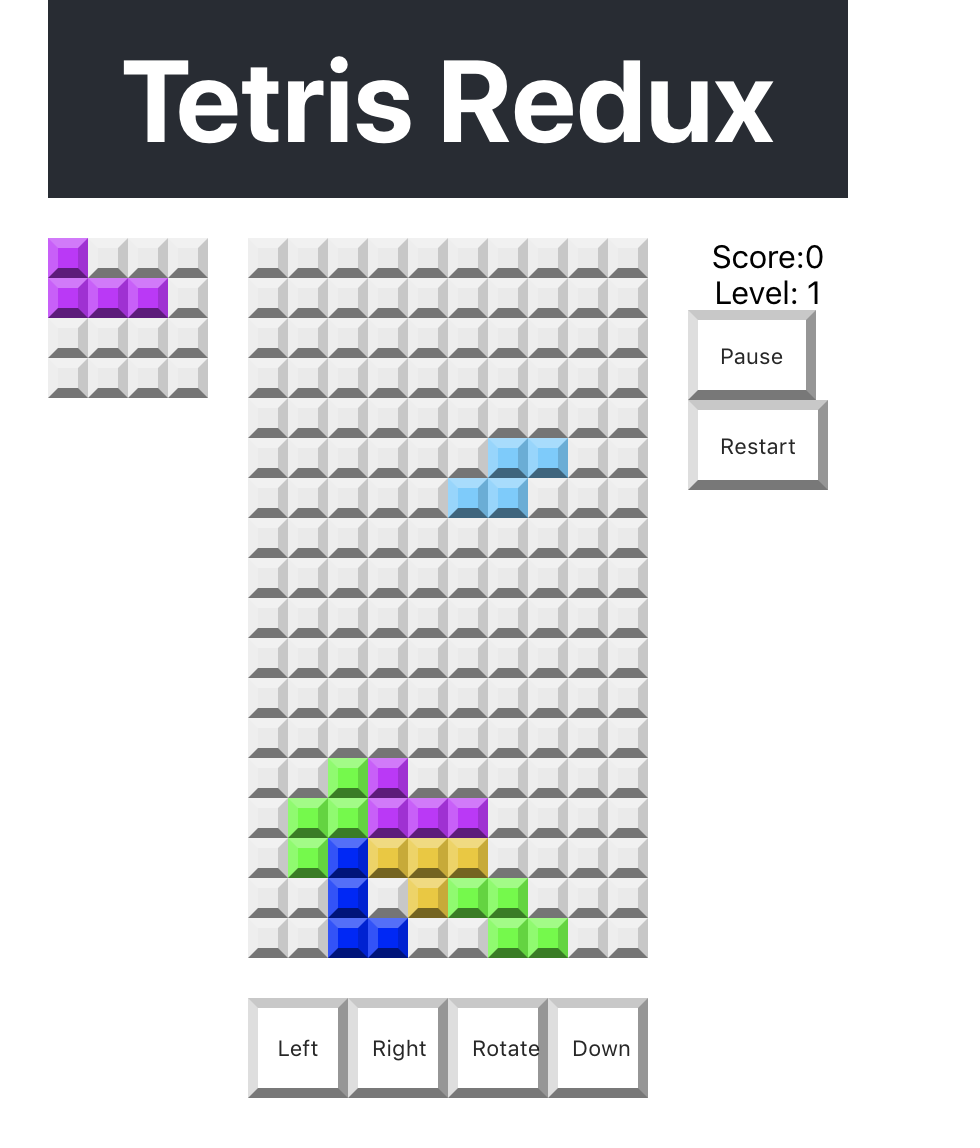 Tetris Redux
Score:0
Level: 1
Pause
Restart
Left
Right
Rotate
Down